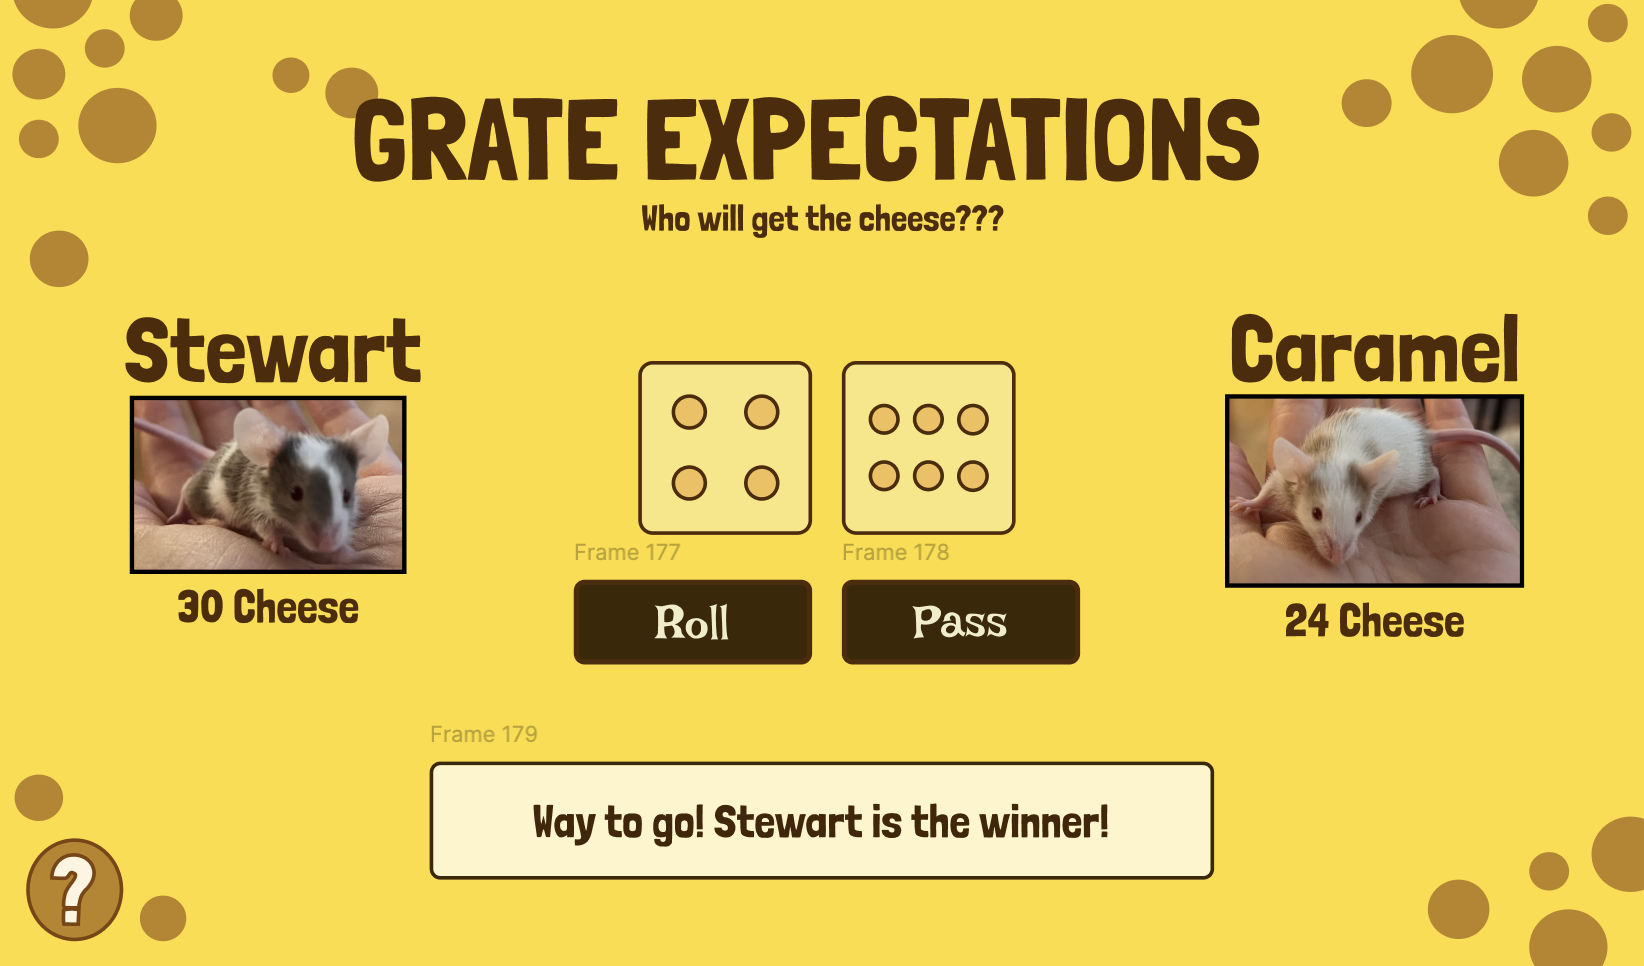 GRATE EXPECTATIONS
Who will get the cheese???
Stewart
Caramel
30 Cheese
24 Cheese
Frame 177
Frame 178
Roll
Pass
Frame 179
Way to go! Stewart is the winner!
?